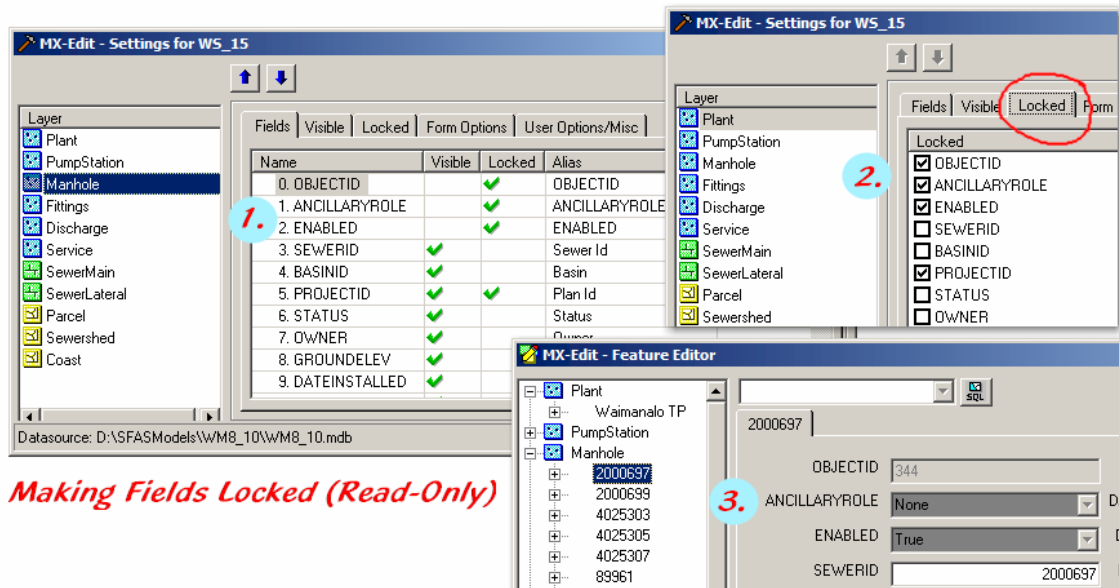 MX-Edit - Settings for WS_15
Layer
Plant
PumpStation
Manhole
Fittings
Discharge
Service
SewerMain
SewerLateral
Parcel
Sewershed
Coast
Fields Visible Locked Form Options User Options/Misc
Name Visible Locked Alias
0. OBJECTID OBJECTID
1. ANCILLARYROLE ANCILLARYROLE
2. ENABLED ENABLED
3. SEWERID Sewer Id
4. BASINID Basin
5. PROJECTID Plan Id
6. STATUS Status
7. OWNER Owner
8. GROUNDELEV
9. DATEINSTALLED
1.
Datasource: D:\SFASModels\WM8_10\WM8_10.mdb
Making Fields Locked (Read-Only)
MX-Edit - Settings for WS_15
Layer
Plant
PumpStation
Manhole
Fittings
Discharge
Service
SewerMain
SewerLateral
Parcel
Sewershed
Fields Visible Locked Form
Locked
OBJECTID
ANCILLARYROLE
ENABLED
SEWERID
BASINID
PROJECTID
STATUS
OWNER
2.
MX-Edit - Feature Editor
Plant
Waimanalo TP
PumpStation
Manhole
2000697
2000699
4025303
4025305
4025307
89961
SQL
2000697
3.
OBJECTID 344
ANCILLARYROLE None
ENABLED True
SEWERID 2000697